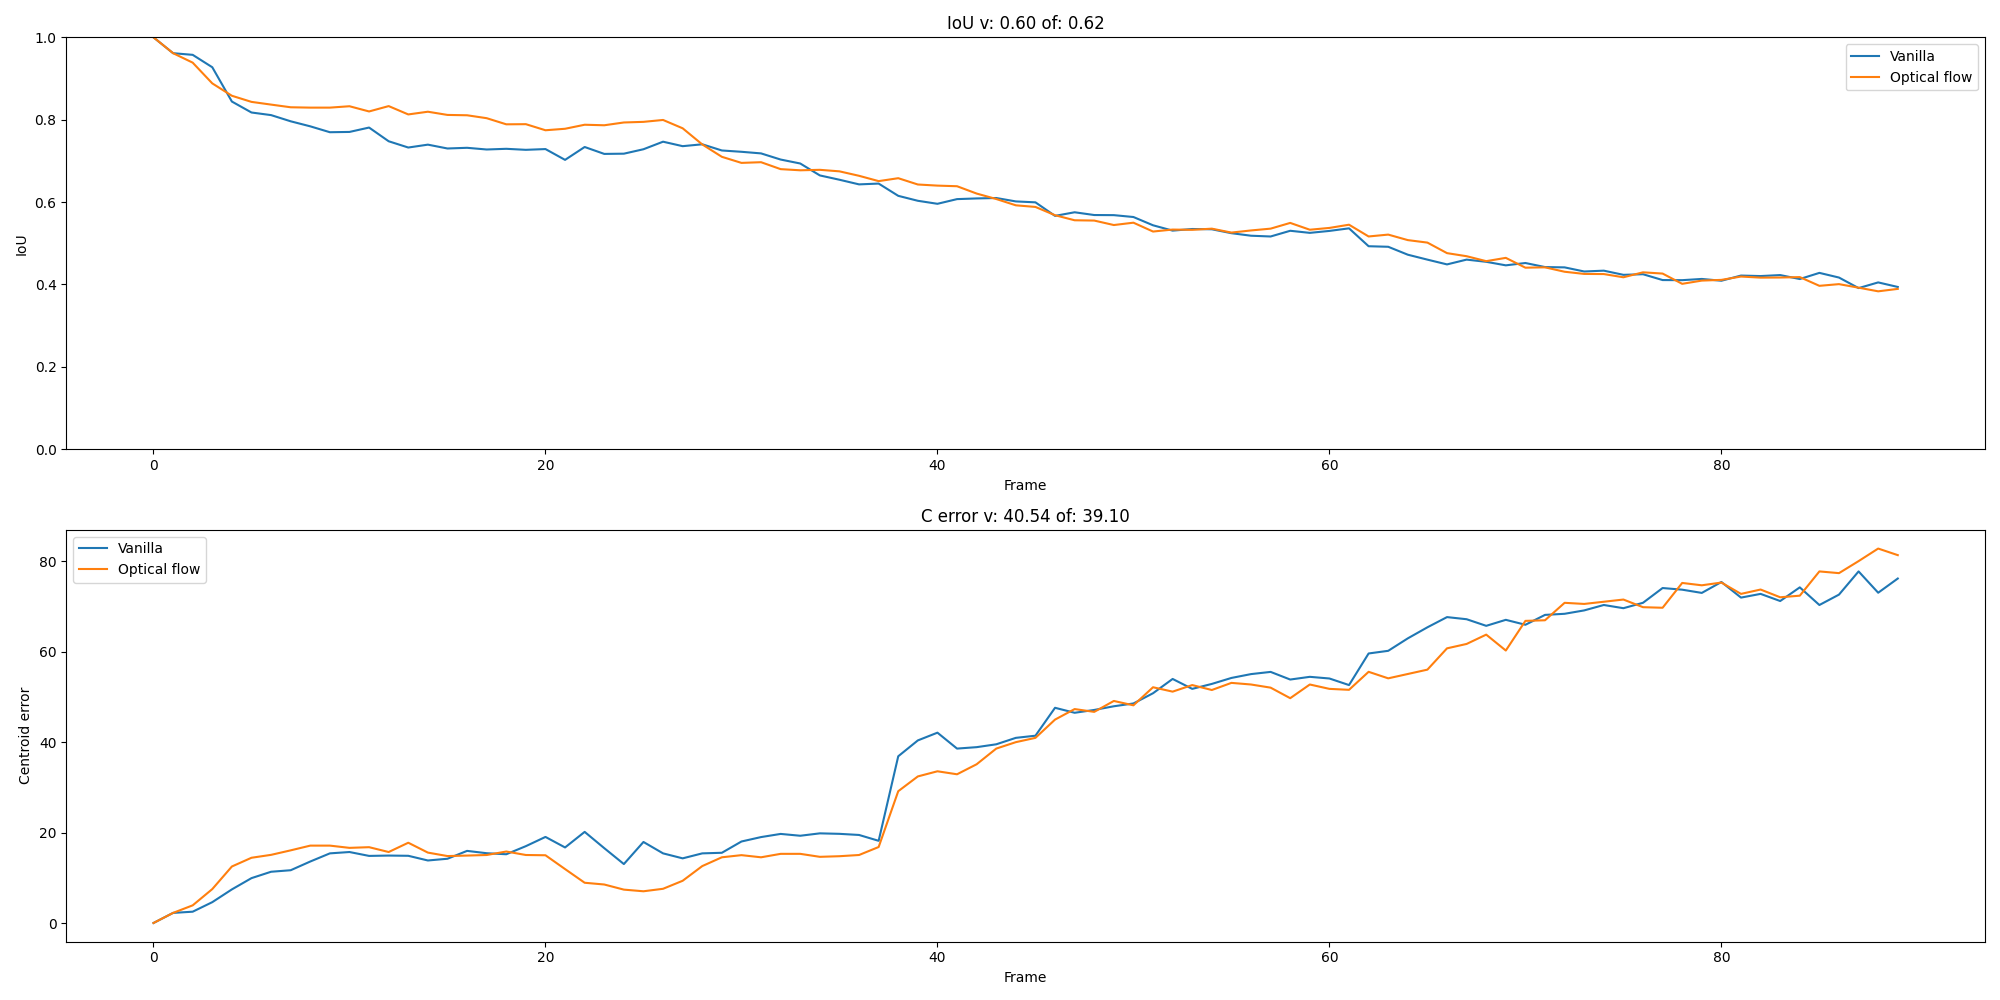 IoU v: 0.60 of: 0.62
1.0
0.8
0.6
0.4
0.2
0.0
IoU
Vanilla
Optical flow
0 20 40 60 80
Frame
C error v: 40.54 of: 39.10
80
60
40
20
0
Centroid error
Vanilla
Optical flow
0 20 40 60 80
Frame